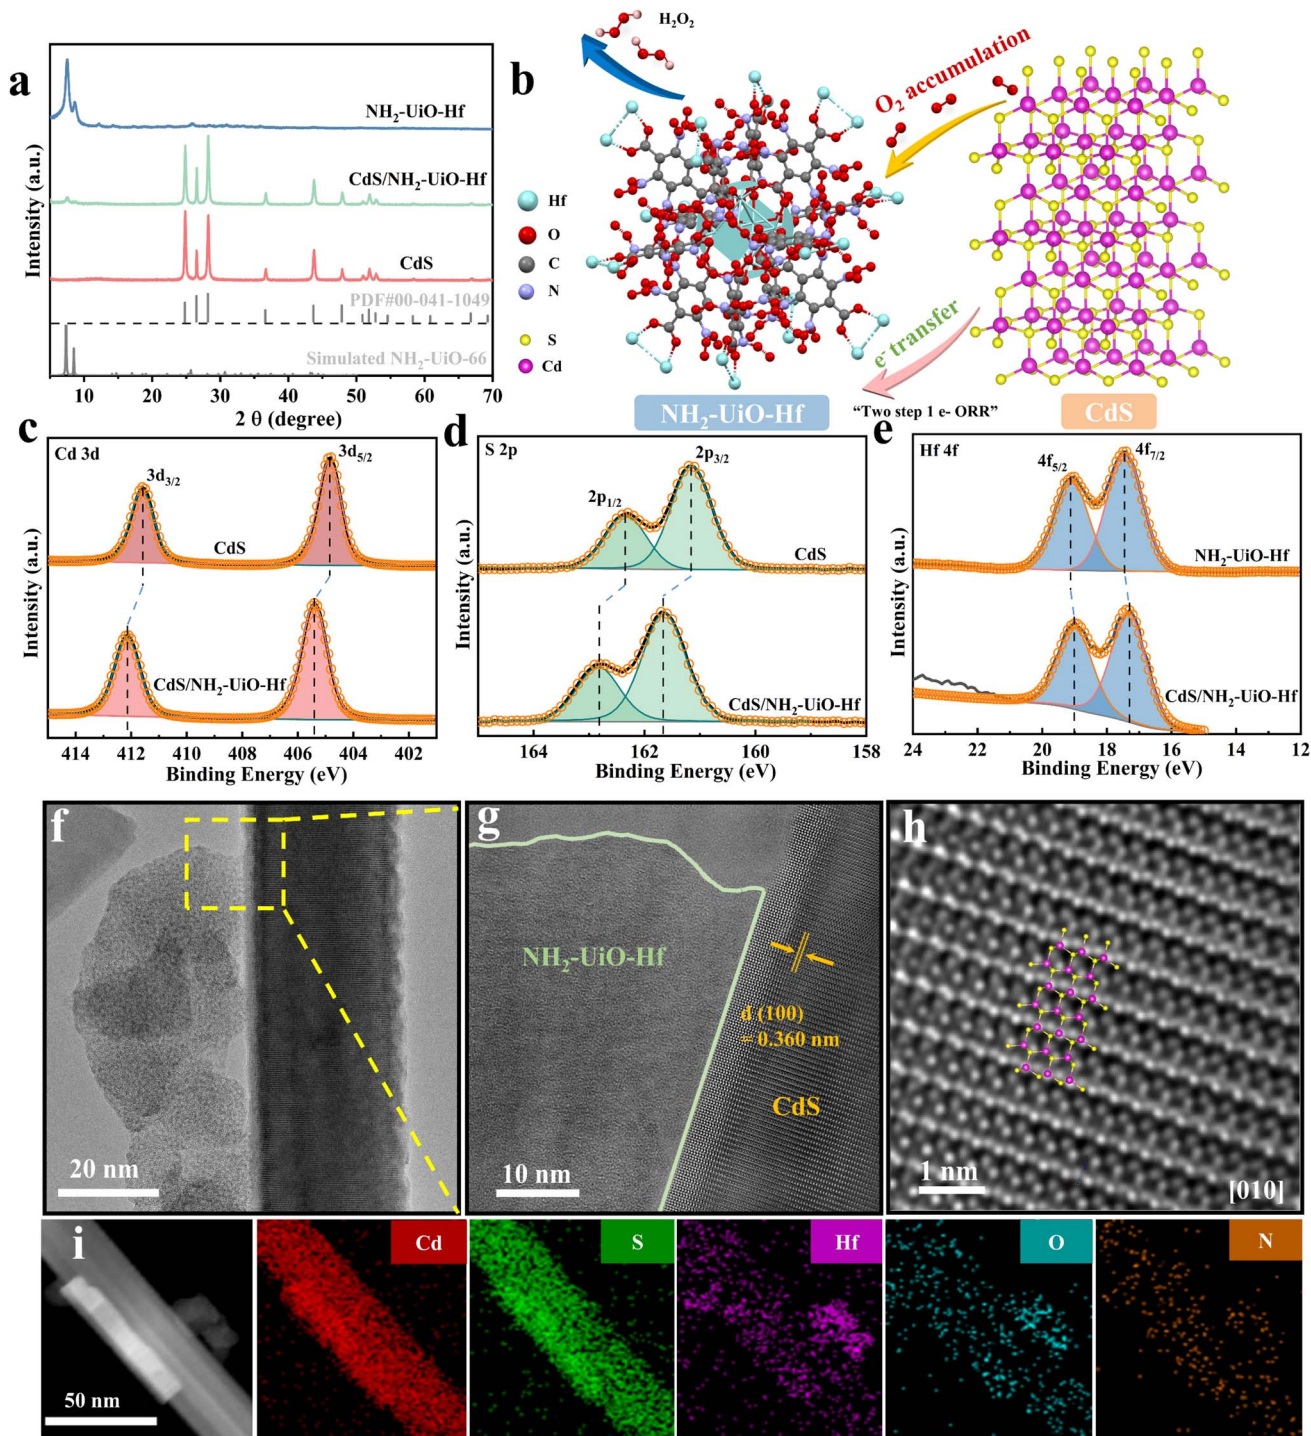 a
NH₂-UiO-Hf
CdS/NH₂-UiO-Hf
CdS
PDF#00-041-1049
Simulated NH₂-UiO-66
Intensity (a.u.)
10 20 30 40 50 60 70
2 θ (degree)
b
H₂O₂
O₂ accumulation
Hf
O
C
N
S
Cd
e⁻ transfer
"Two step 1 e- ORR"
NH₂-UiO-Hf
CdS
c
Cd 3d
3d₃/₂
3d₅/₂
CdS
CdS/NH₂-UiO-Hf
Intensity (a.u.)
414 412 410 408 406 404 402
Binding Energy (eV)
d
S 2p
2p₁/₂
2p₃/₂
CdS
CdS/NH₂-UiO-Hf
Intensity (a.u.)
164 162 160 158
Binding Energy (eV)
e
Hf 4f
4f₅/₂
4f₇/₂
NH₂-UiO-Hf
CdS/NH₂-UiO-Hf
Intensity (a.u.)
24 22 20 18 16 14 12
Binding Energy (eV)
f
20 nm
g
NH₂-UiO-Hf
d (100)
= 0.360 nm
CdS
10 nm
h
1 nm
[010]
i
50 nm
Cd
S
Hf
O
N